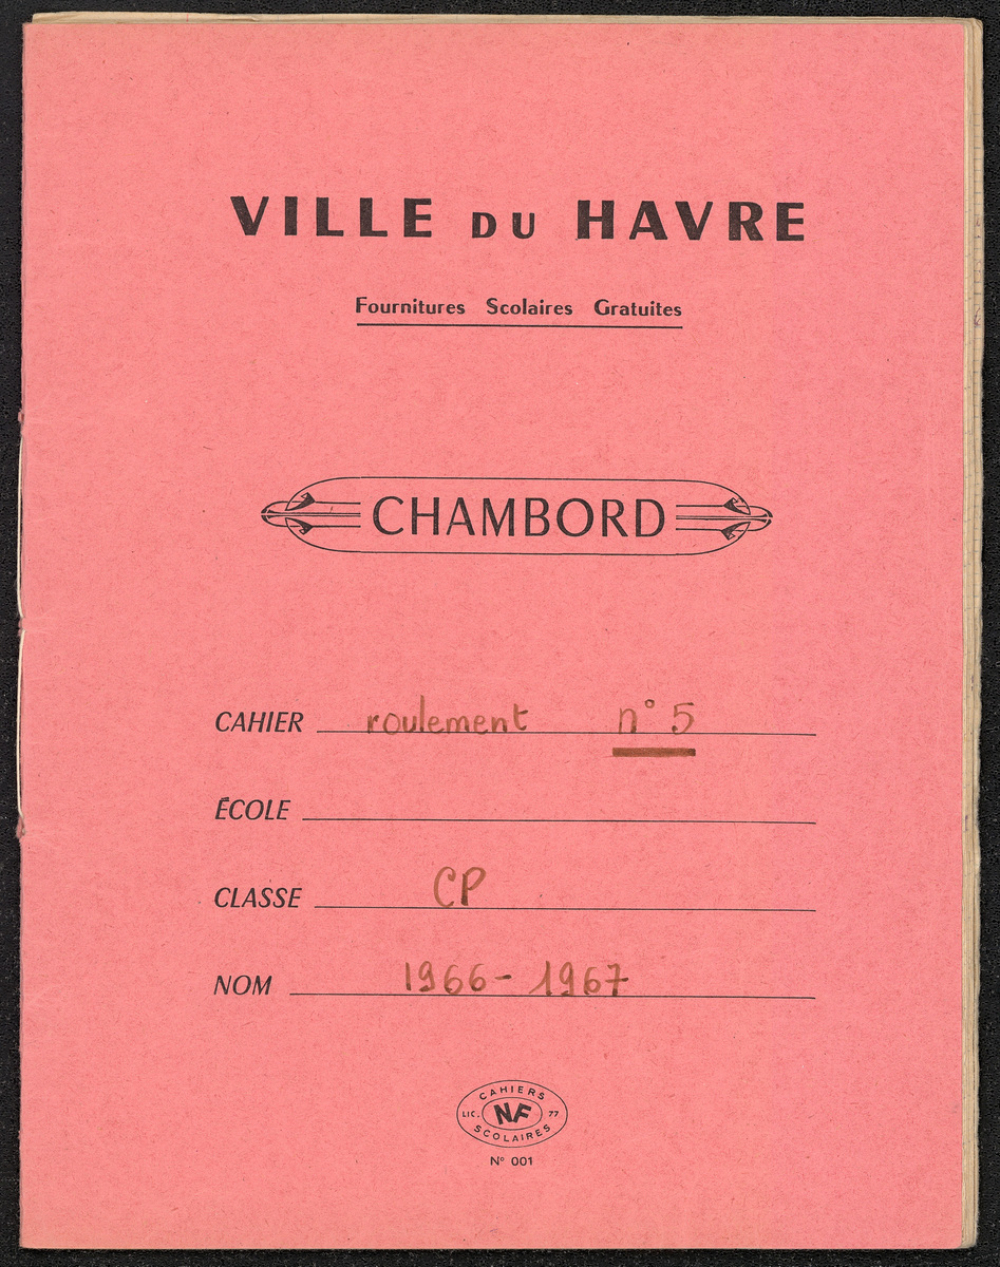 VILLE DU HAVRE
Fournitures Scolaires Gratuites
CHAMBORD
CAHIER roulement n° 5
ÉCOLE
CLASSE CP
NOM 1966 - 1967
CAHIERS
LIC. NF 77
SCOLAIRES
N° 001